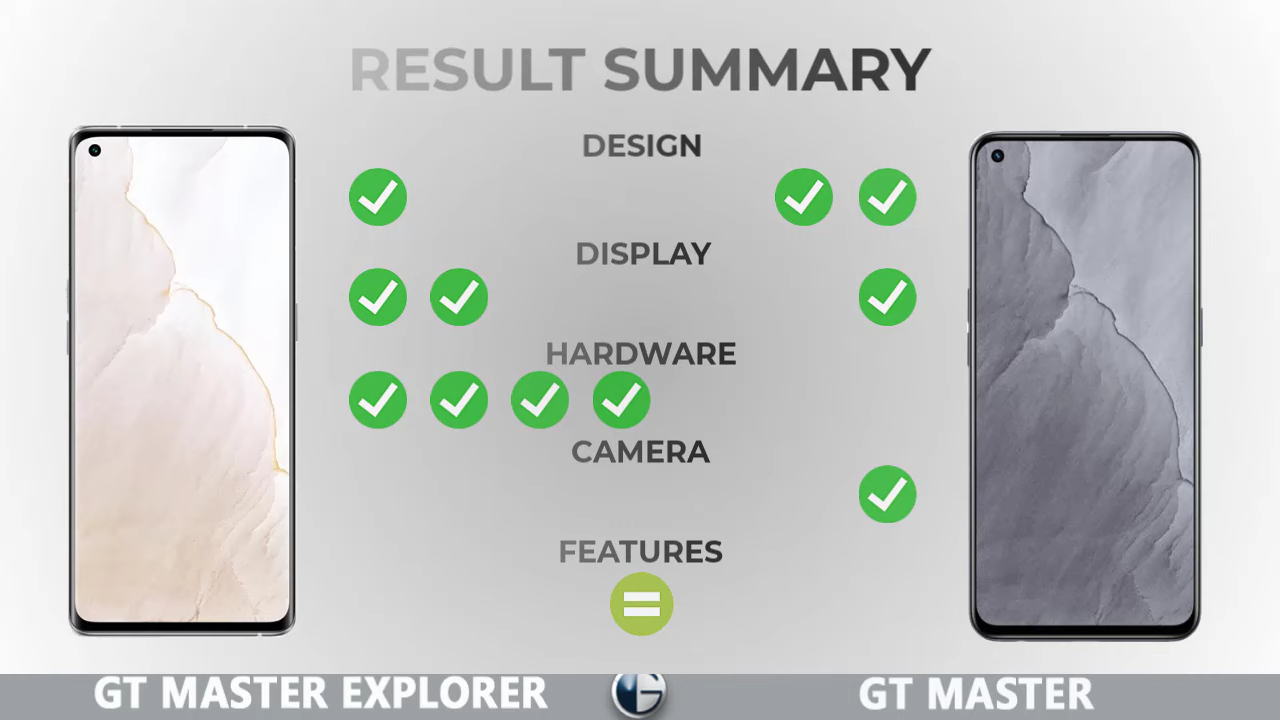 RESULT SUMMARY
DESIGN
DISPLAY
HARDWARE
CAMERA
FEATURES
GT MASTER EXPLORER
G
GT MASTER